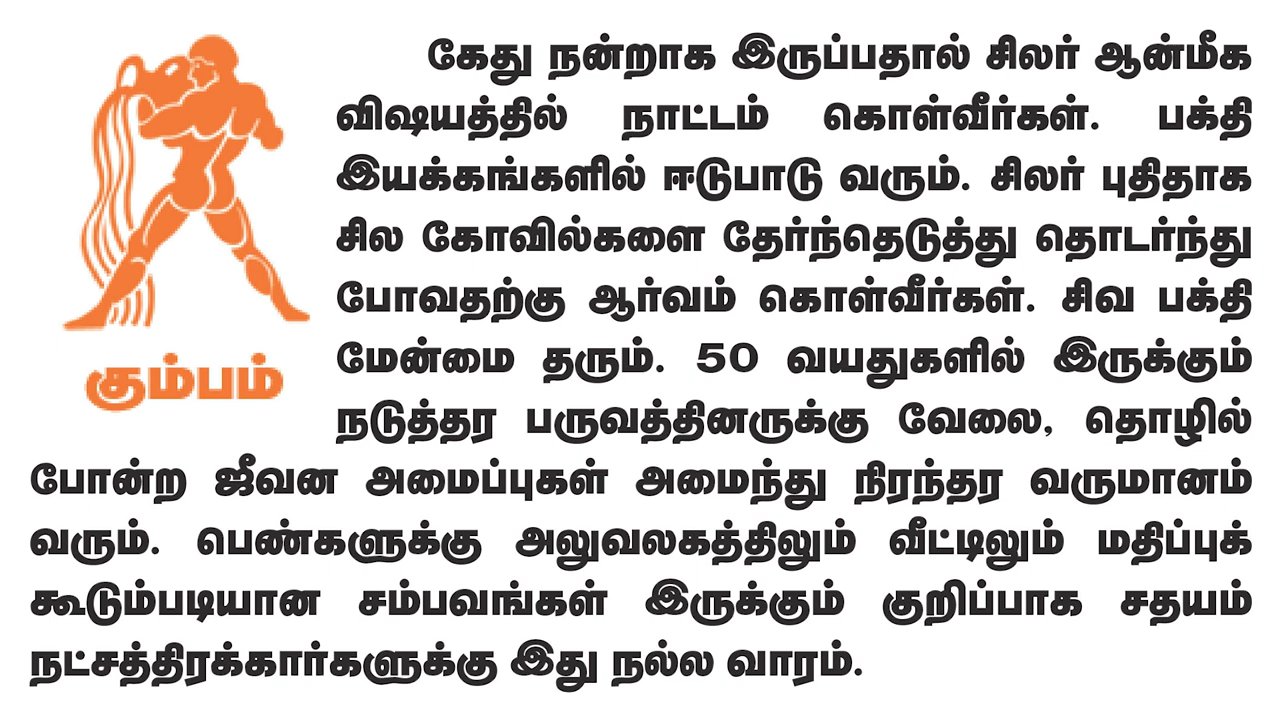 கேது நன்றாக இருப்பதால் சிலர் ஆன்மீக
விஷயத்தில் நாட்டம் கொள்வீர்கள். பக்தி
இயக்கங்களில் ஈடுபாடு வரும். சிலர் புதிதாக
சில கோவில்களை தேர்ந்தெடுத்து தொடர்ந்து
போவதற்கு ஆர்வம் கொள்வீர்கள். சிவ பக்தி
மேன்மை தரும். 50 வயதுகளில் இருக்கும்
கும்பம்
நடுத்தர பருவத்தினருக்கு வேலை, தொழில்
போன்ற ஜீவன அமைப்புகள் அமைந்து நிரந்தர வருமானம்
வரும். பெண்களுக்கு அலுவலகத்திலும் வீட்டிலும் மதிப்புக்
கூடும்படியான சம்பவங்கள் இருக்கும் குறிப்பாக சதயம்
நட்சத்திரக்கார்களுக்கு இது நல்ல வாரம்.